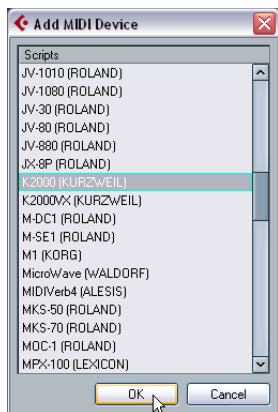 Add MIDI Device
Scripts
JV-1010 (ROLAND)
JV-1080 (ROLAND)
JV-30 (ROLAND)
JV-80 (ROLAND)
JV-880 (ROLAND)
JX-8P (ROLAND)
K2000 (KURZWEIL)
K2000VX (KURZWEIL)
M-DC1 (ROLAND)
M-SE1 (ROLAND)
M1 (KORG)
MicroWave (WALDORF)
MIDIVerb4 (ALESIS)
MKS-50 (ROLAND)
MKS-70 (ROLAND)
MOC-1 (ROLAND)
MPX-100 (LEXICON)
OK Cancel